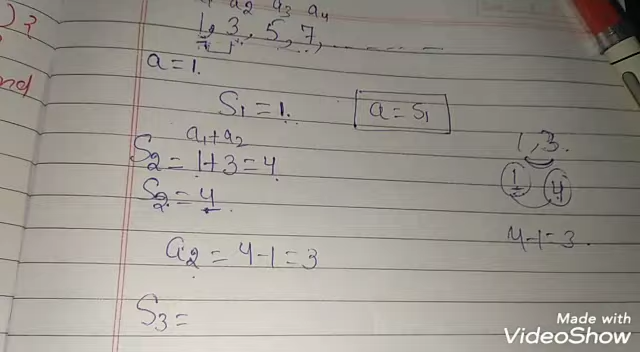 a2 a3 a4
) ?
1, 3, 5, 7, - - - - - - - -
nd
a = 1.
S1 = 1. a = S1
a1 + a2
1, 3.
S2 = 1 + 3 = 4
1 4
S2 = 4
4 - 1 = 3.
a2 = 4 - 1 = 3
S3 =
Made with
VideoShow